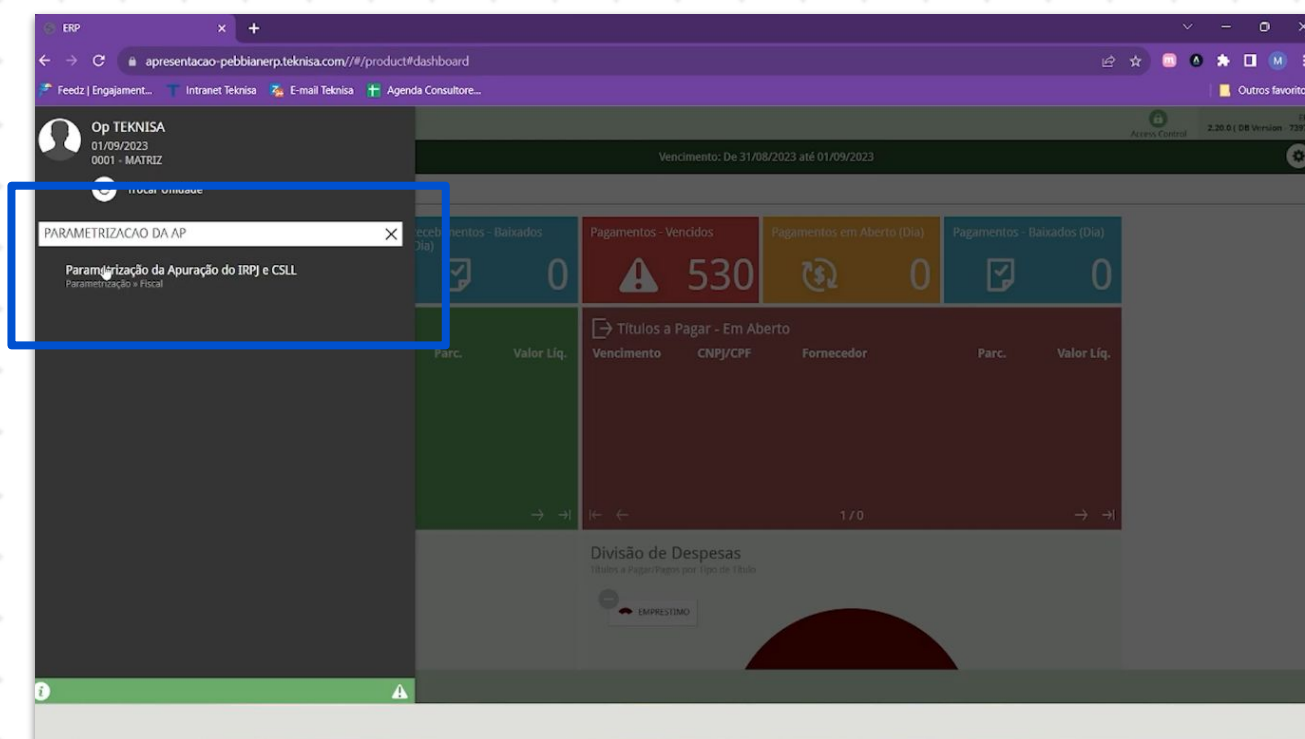 ERP
apresentacao-pebbianerp.teknisa.com//#/product#dashboard
Feedz | Engajament... Intranet Teknisa E-mail Teknisa Agenda Consultore...
Outros favorito
Op TEKNISA
01/09/2023
0001 - MATRIZ
Trocar Unidade
Access Control
2.20.0 ( DB Version - 739
Vencimento: De 31/08/2023 até 01/09/2023
PARAMETRIZACAO DA AP
Parametrização da Apuração do IRPJ e CSLL
Parametrização » Fiscal
Recebimentos - Baixados (Dia)
0
Pagamentos - Vencidos
530
Pagamentos em Aberto (Dia)
0
Pagamentos - Baixados (Dia)
0
Parc. Valor Líq.
Títulos a Pagar - Em Aberto
Vencimento CNPJ/CPF Fornecedor Parc. Valor Líq.
1 / 0
Divisão de Despesas
Títulos a Pagar/Pagos por Tipo de Título
EMPRESTIMO